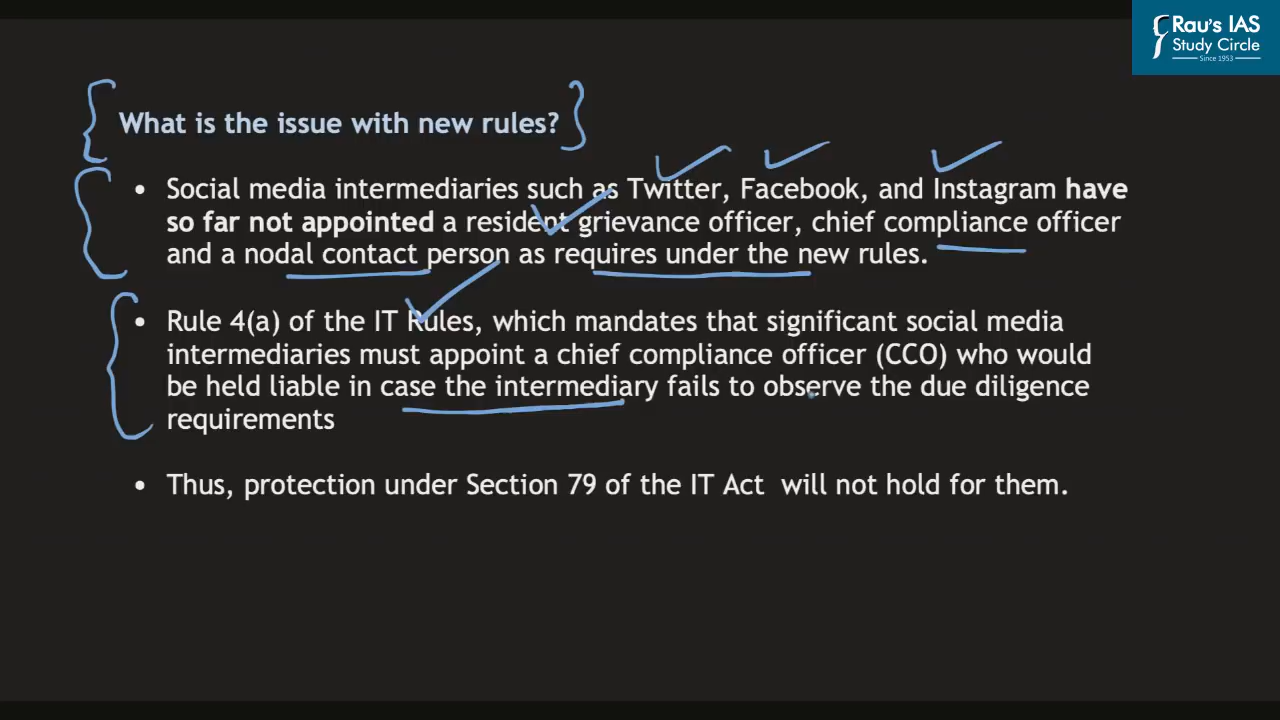 Rau's IAS
Study Circle
Since 1953
What is the issue with new rules?
• Social media intermediaries such as Twitter, Facebook, and Instagram have
so far not appointed a resident grievance officer, chief compliance officer
and a nodal contact person as requires under the new rules.
• Rule 4(a) of the IT Rules, which mandates that significant social media
intermediaries must appoint a chief compliance officer (CCO) who would
be held liable in case the intermediary fails to observe the due diligence
requirements
• Thus, protection under Section 79 of the IT Act will not hold for them.